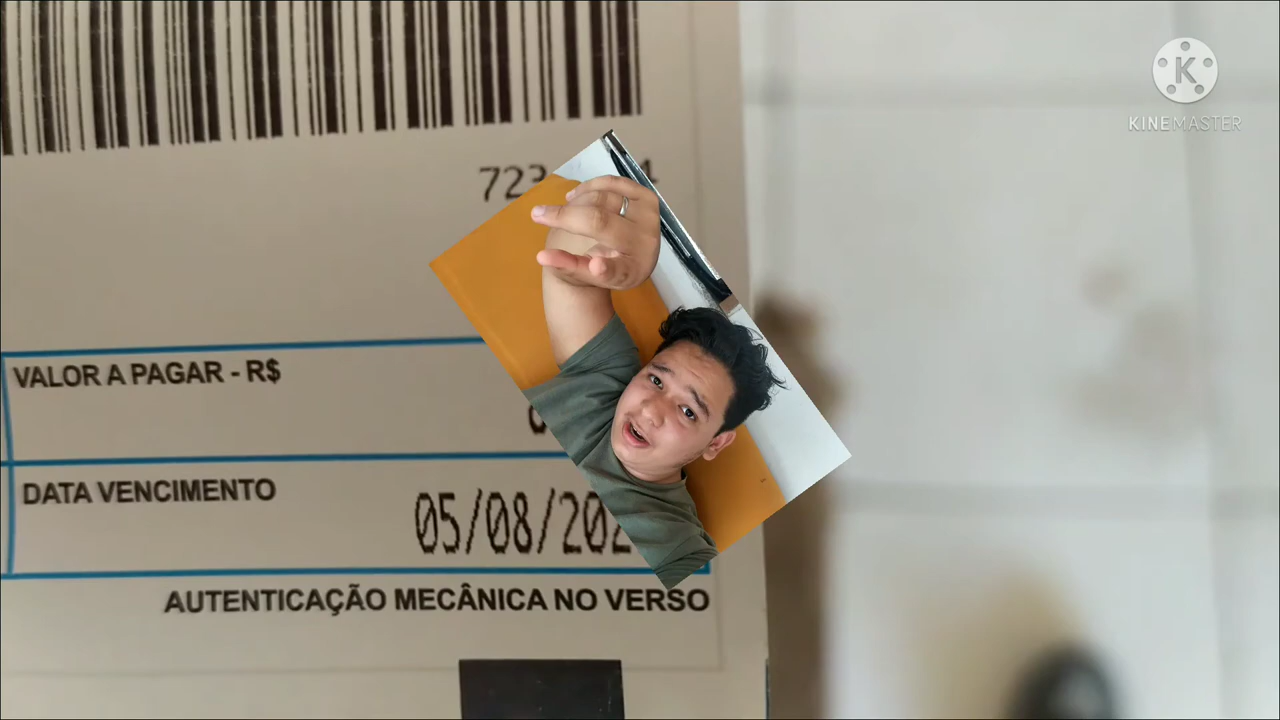 KINEMASTER
723
VALOR A PAGAR - R$
DATA VENCIMENTO
05/08/202
AUTENTICAÇÃO MECÂNICA NO VERSO